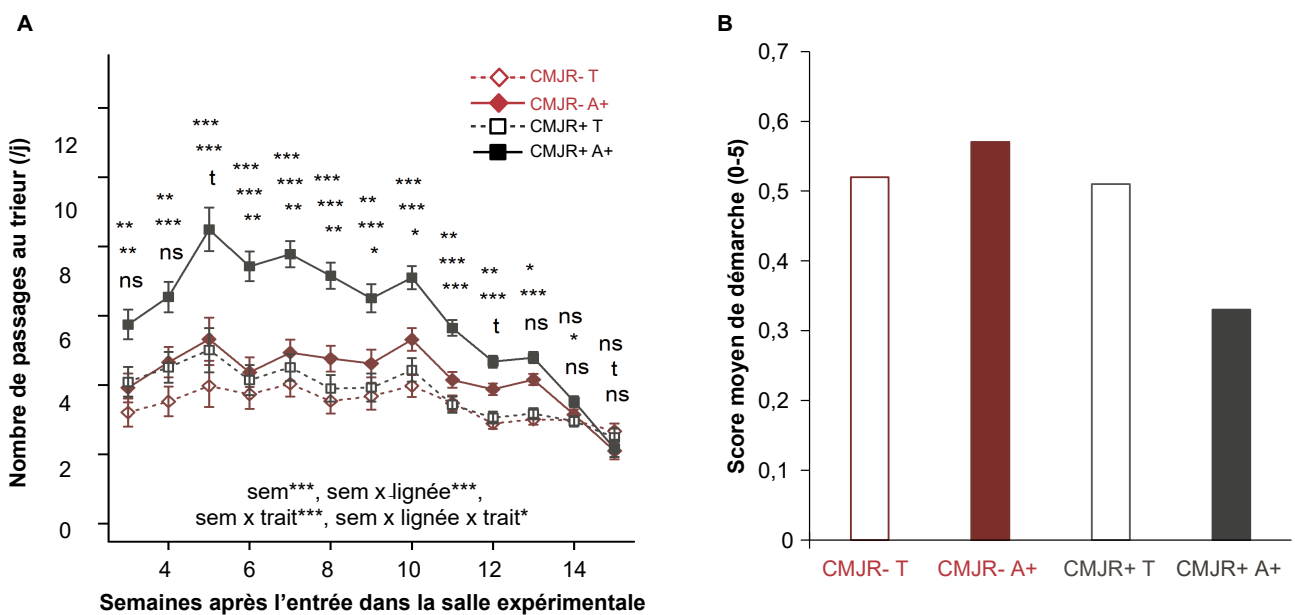 A
CMJR- T
CMJR- A+
CMJR+ T
CMJR+ A+
Nombre de passages au trieur (/j)
12
10
8
6
4
2
0
**
**
ns
**
***
ns
***
***
t
***
***
**
***
***
**
***
***
**
**
***
*
***
***
*
**
***
***
**
***
t
*
***
ns
ns
*
ns
ns
t
ns
sem***, sem x lignée***,
sem x trait***, sem x lignée x trait*
4 6 8 10 12 14
Semaines après l'entrée dans la salle expérimentale
B
Score moyen de démarche (0-5)
0,7
0,6
0,5
0,4
0,3
0,2
0,1
0
CMJR- T CMJR- A+ CMJR+ T CMJR+ A+